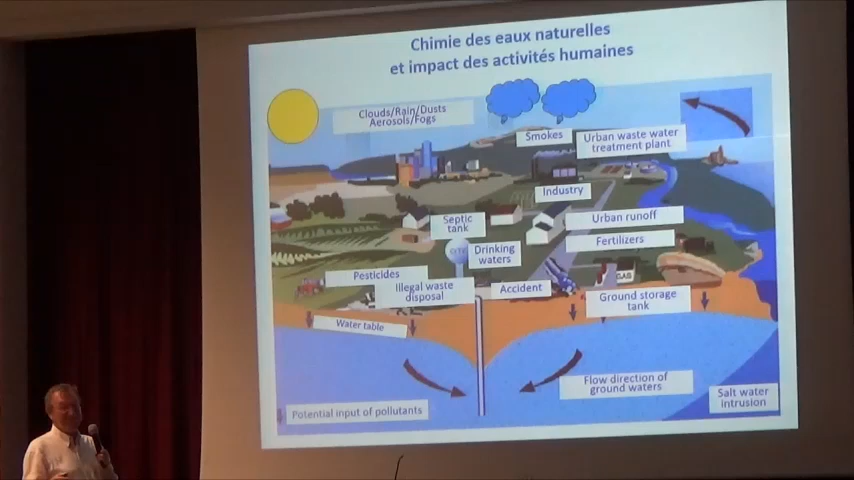 Chimie des eaux naturelles
et impact des activités humaines
Clouds/Rain/Dusts
Aerosols/Fogs
Smokes
Urban waste water
treatment plant
Industry
Septic
tank
Urban runoff
Drinking
waters
Fertilizers
Pesticides
Illegal waste
disposal
Accident
GAS
Ground storage
tank
Water table
Flow direction of
ground waters
Salt water
intrusion
Potential input of pollutants